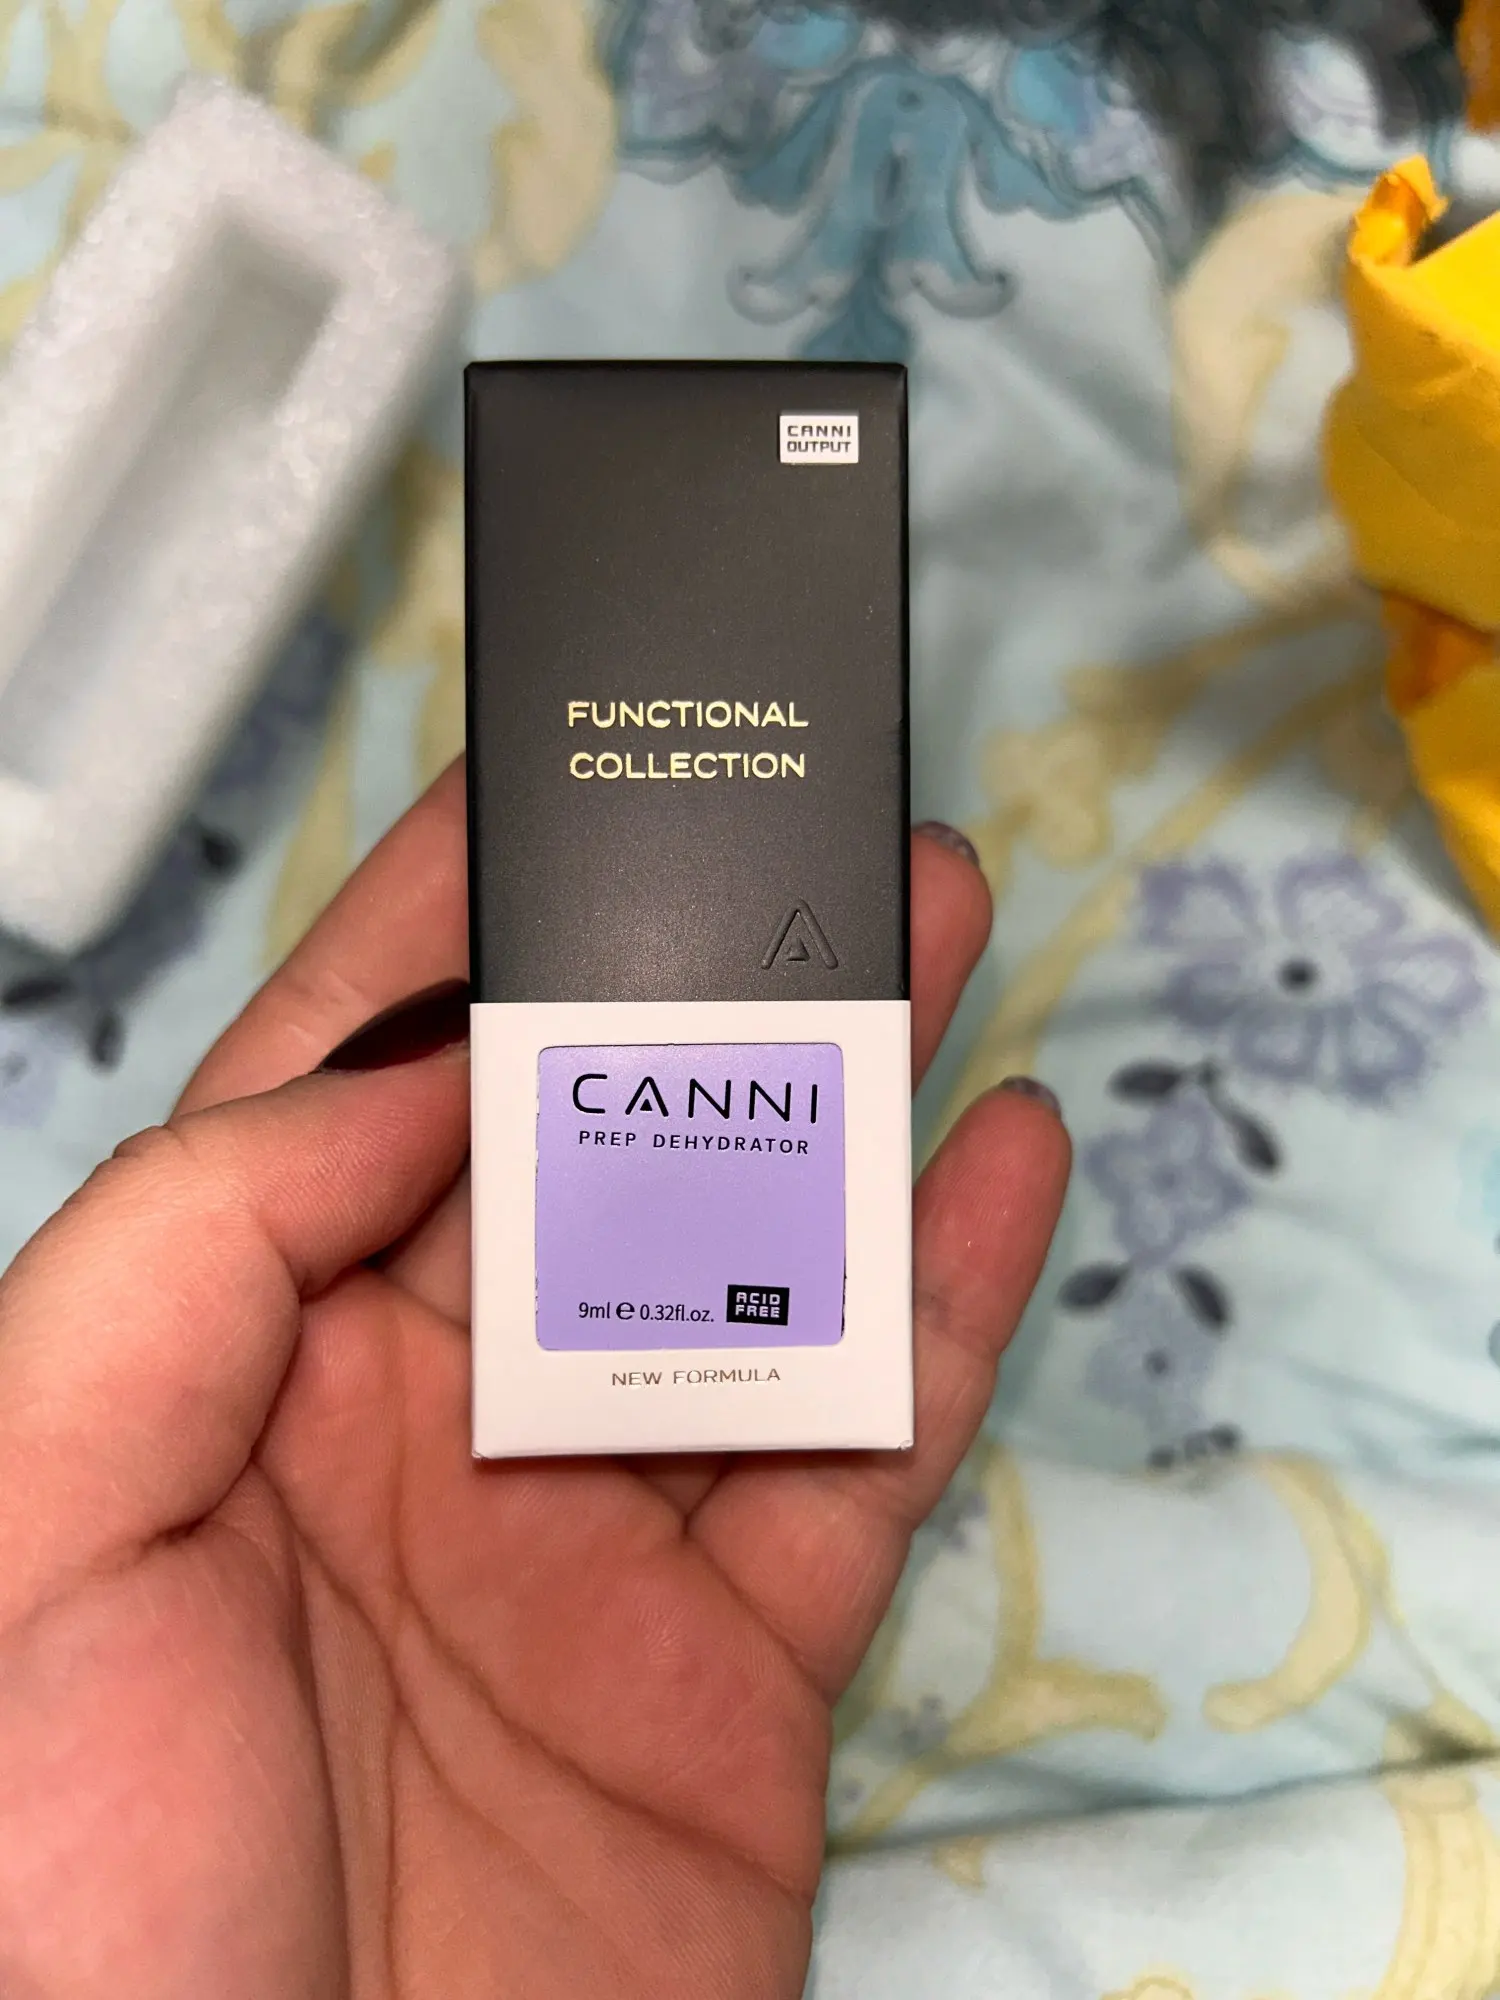 CANNI
OUTPUT
FUNCTIONAL
COLLECTION
CANNI
PREP DEHYDRATOR
9ml e 0.32fl.oz.
ACID
FREE
NEW FORMULA